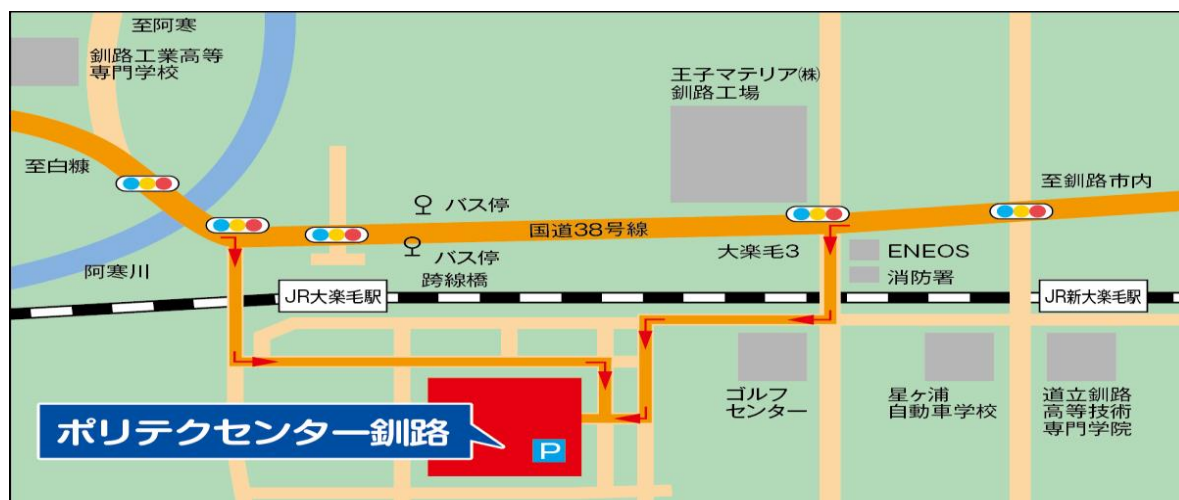 至阿寒
釧路工業高等
専門学校
王子マテリア㈱
釧路工場
至白糠
至釧路市内
バス停
国道38号線
バス停
跨線橋
大楽毛3
ENEOS
消防署
阿寒川
JR大楽毛駅
JR新大楽毛駅
ゴルフ
センター
星ヶ浦
自動車学校
道立釧路
高等技術
専門学院
ポリテクセンター釧路
P